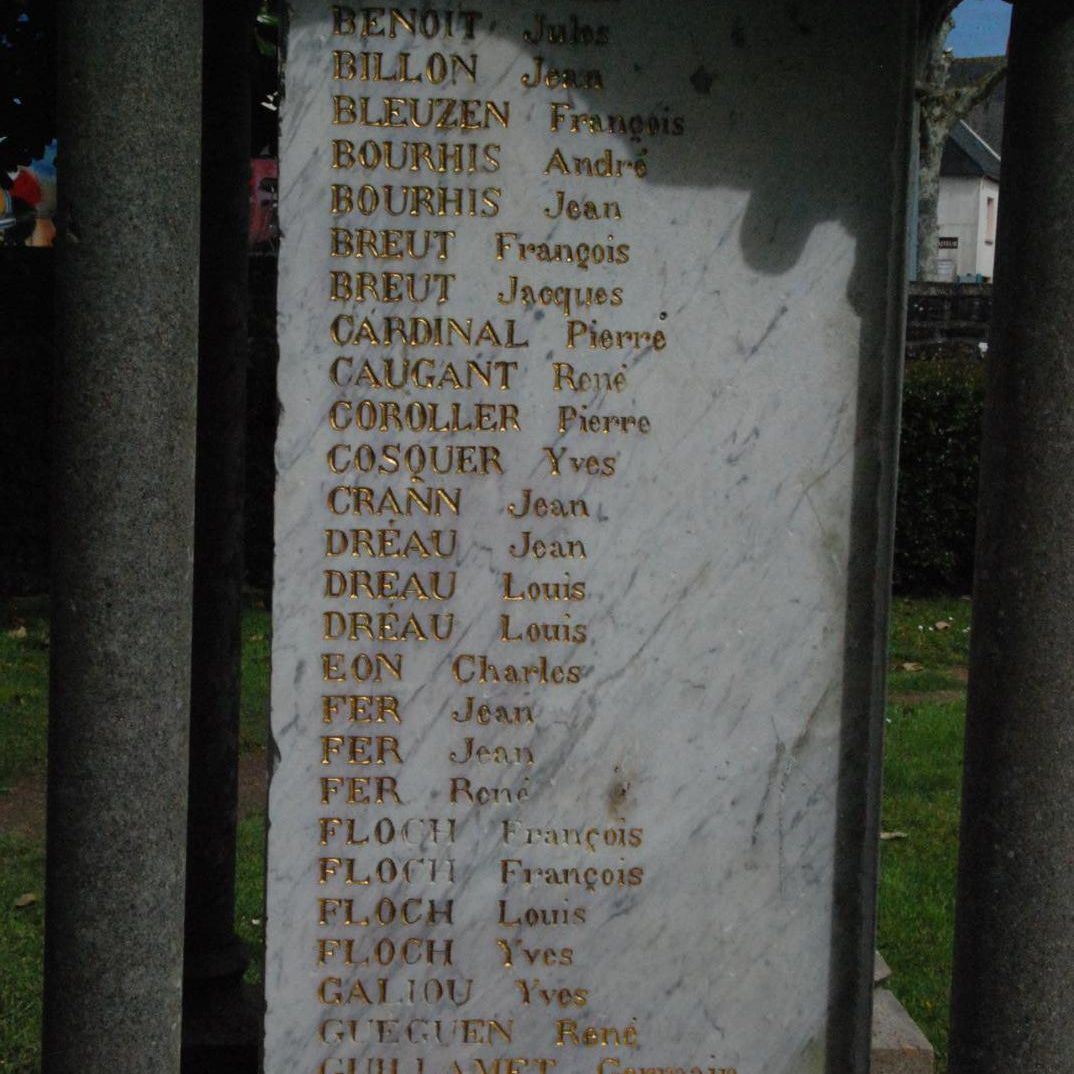 BENOIT Jules
BILLON Jean
BLEUZEN François
BOURHIS André
BOURHIS Jean
BREUT François
BREUT Jacques
CARDINAL Pierre
CAUGANT René
COROLLER Pierre
COSQUER Yves
CRANN Jean
DRÉAU Jean
DREAU Louis
DRÉAU Louis
EON Charles
FER Jean
FER Jean
FER René
FLOCH François
FLOCH François
FLOCH Louis
FLOCH Yves
GALIOU Yves
GUEGUEN René
GUILLAMET Germain